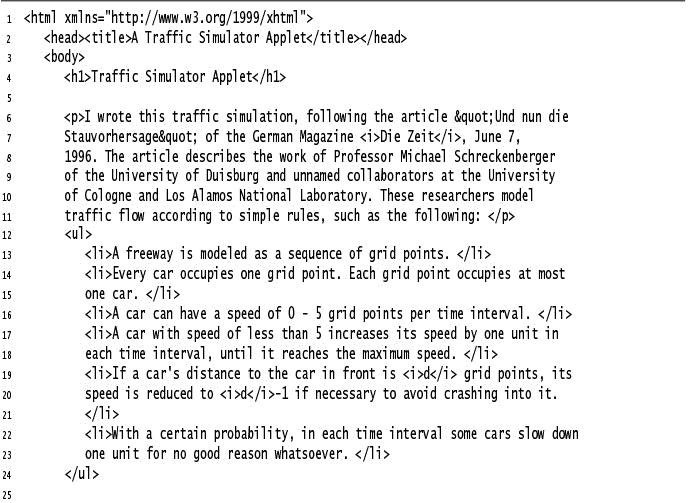 1 <html xmlns="http://www.w3.org/1999/xhtml">
2 <head><title>A Traffic Simulator Applet</title></head>
3 <body>
4 <h1>Traffic Simulator Applet</h1>
5
6 <p>I wrote this traffic simulation, following the article &quot;Und nun die
7 Stauvorhersage&quot; of the German Magazine <i>Die Zeit</i>, June 7,
8 1996. The article describes the work of Professor Michael Schreckenberger
9 of the University of Duisburg and unnamed collaborators at the University
10 of Cologne and Los Alamos National Laboratory. These researchers model
11 traffic flow according to simple rules, such as the following: </p>
12 <ul>
13 <li>A freeway is modeled as a sequence of grid points. </li>
14 <li>Every car occupies one grid point. Each grid point occupies at most
15 one car. </li>
16 <li>A car can have a speed of 0 - 5 grid points per time interval. </li>
17 <li>A car with speed of less than 5 increases its speed by one unit in
18 each time interval, until it reaches the maximum speed. </li>
19 <li>If a car's distance to the car in front is <i>d</i> grid points, its
20 speed is reduced to <i>d</i>-1 if necessary to avoid crashing into it.
21 </li>
22 <li>With a certain probability, in each time interval some cars slow down
23 one unit for no good reason whatsoever. </li>
24 </ul>
25